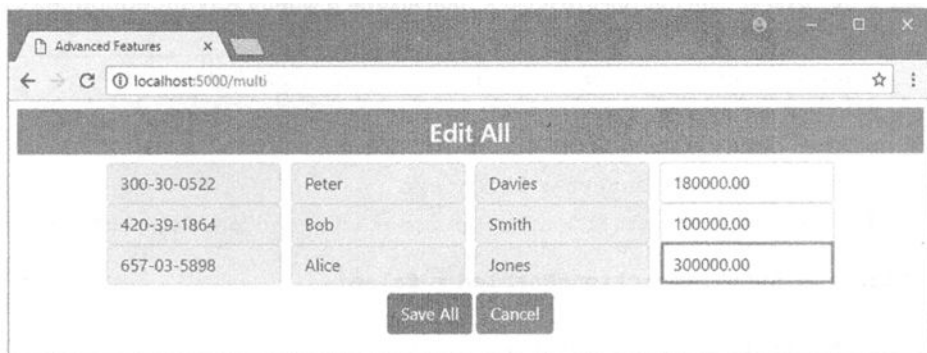 Advanced Features
localhost:5000/multi
Edit All
300-30-0522 Peter Davies 180000.00
420-39-1864 Bob Smith 100000.00
657-03-5898 Alice Jones 300000.00
Save All Cancel